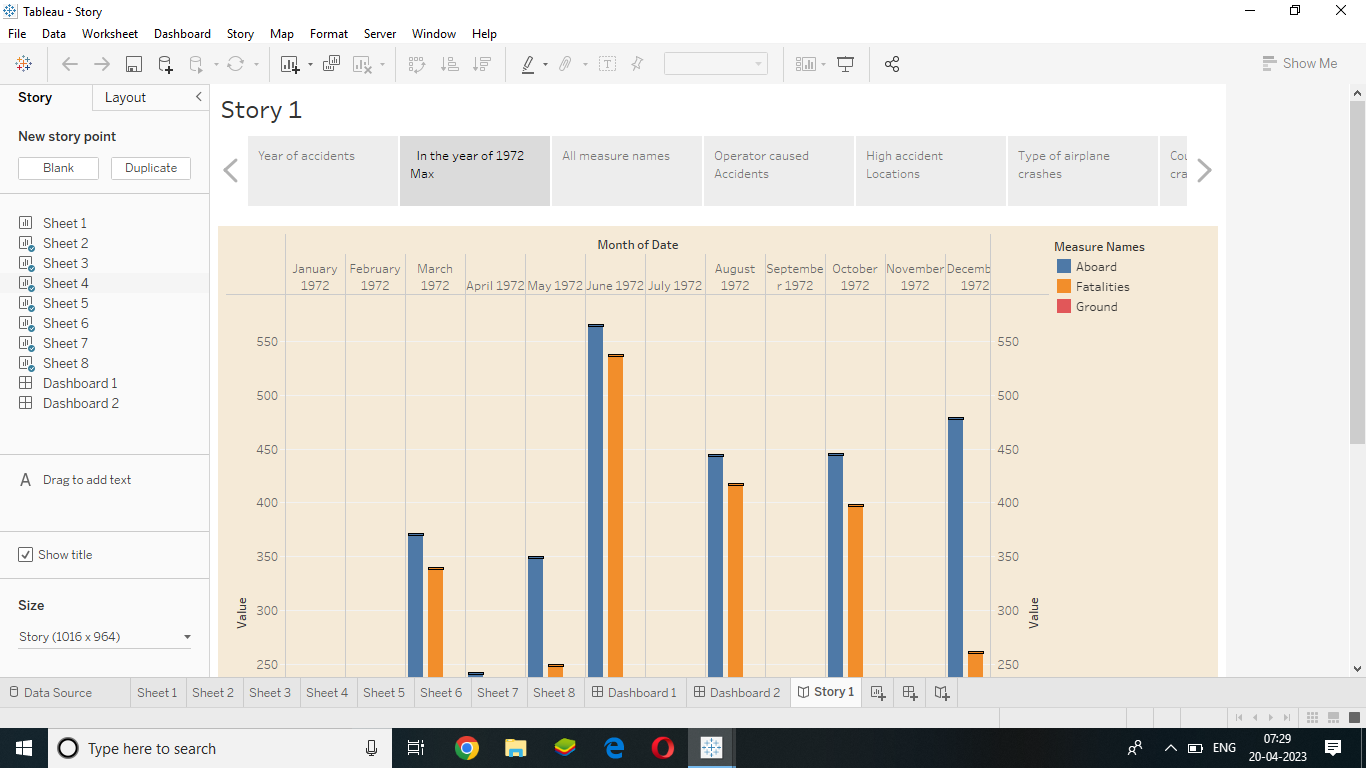 Tableau - Story
File Data Worksheet Dashboard Story Map Format Server Window Help
Show Me
Story Layout
New story point
Blank Duplicate
Sheet 1
Sheet 2
Sheet 3
Sheet 4
Sheet 5
Sheet 6
Sheet 7
Sheet 8
Dashboard 1
Dashboard 2
A Drag to add text
Show title
Size
Story (1016 x 964)
Story 1
Year of accidents
In the year of 1972
Max
All measure names
Operator caused
Accidents
High accident
Locations
Type of airplane
crashes
Cou
cra
Month of Date
January
1972
February
1972
March
1972
April 1972
May 1972
June 1972
July 1972
August
1972
Septembe
r 1972
October
1972
November
1972
Decemb
1972
Measure Names
Aboard
Fatalities
Ground
550
500
450
400
350
300
250
Value
550
500
450
400
350
300
250
Value
Data Source Sheet 1 Sheet 2 Sheet 3 Sheet 4 Sheet 5 Sheet 6 Sheet 7 Sheet 8 Dashboard 1 Dashboard 2 Story 1
Type here to search
ENG
07:29
20-04-2023